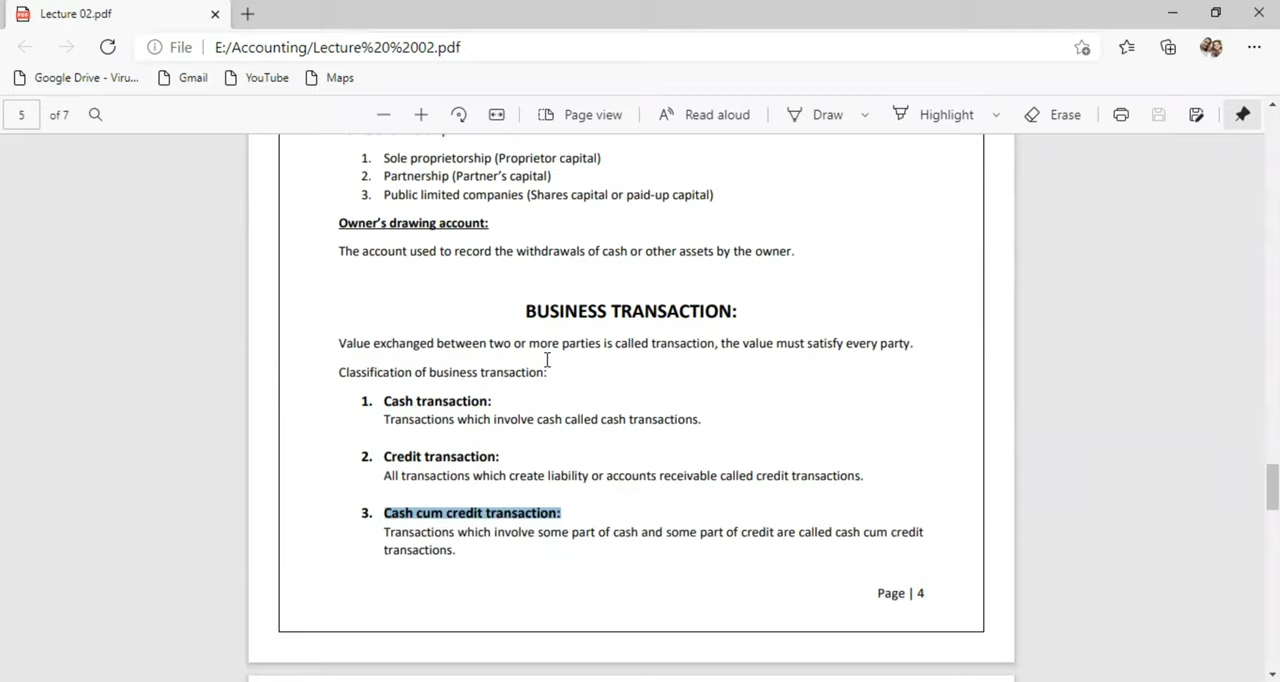 Lecture 02.pdf
File E:/Accounting/Lecture%20%2002.pdf
Google Drive - Viru... Gmail YouTube Maps
5 of 7 Page view Read aloud Draw Highlight Erase
1. Sole proprietorship (Proprietor capital)
2. Partnership (Partner's capital)
3. Public limited companies (Shares capital or paid-up capital)
Owner's drawing account:
The account used to record the withdrawals of cash or other assets by the owner.
BUSINESS TRANSACTION:
Value exchanged between two or more parties is called transaction, the value must satisfy every party.
Classification of business transaction:
1. Cash transaction:
Transactions which involve cash called cash transactions.
2. Credit transaction:
All transactions which create liability or accounts receivable called credit transactions.
3. Cash cum credit transaction:
Transactions which involve some part of cash and some part of credit are called cash cum credit
transactions.
Page | 4